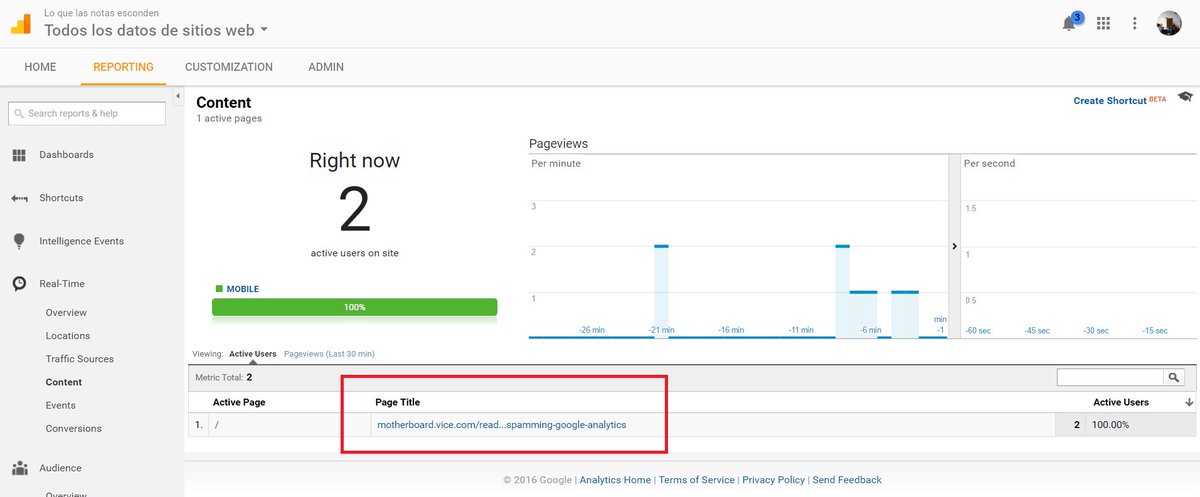 Lo que las notas esconden
Todos los datos de sitios web
3
HOME REPORTING CUSTOMIZATION ADMIN
Search reports & help
Dashboards
Shortcuts
Intelligence Events
Real-Time
Overview
Locations
Traffic Sources
Content
Events
Conversions
Audience
Overview
Content
1 active pages
Create Shortcut BETA
Right now
2
active users on site
MOBILE
100%
Pageviews
Per minute
3
2
1
-26 min -21 min -16 min -11 min -6 min min -1
Per second
1.5
1
0.5
-60 sec -45 sec -30 sec -15 sec
Viewing: Active Users Pageviews (Last 30 min)
Metric Total: 2
Active Page Page Title Active Users
1. / motherboard.vice.com/read...spamming-google-analytics 2 100.00%
© 2016 Google | Analytics Home | Terms of Service | Privacy Policy | Send Feedback